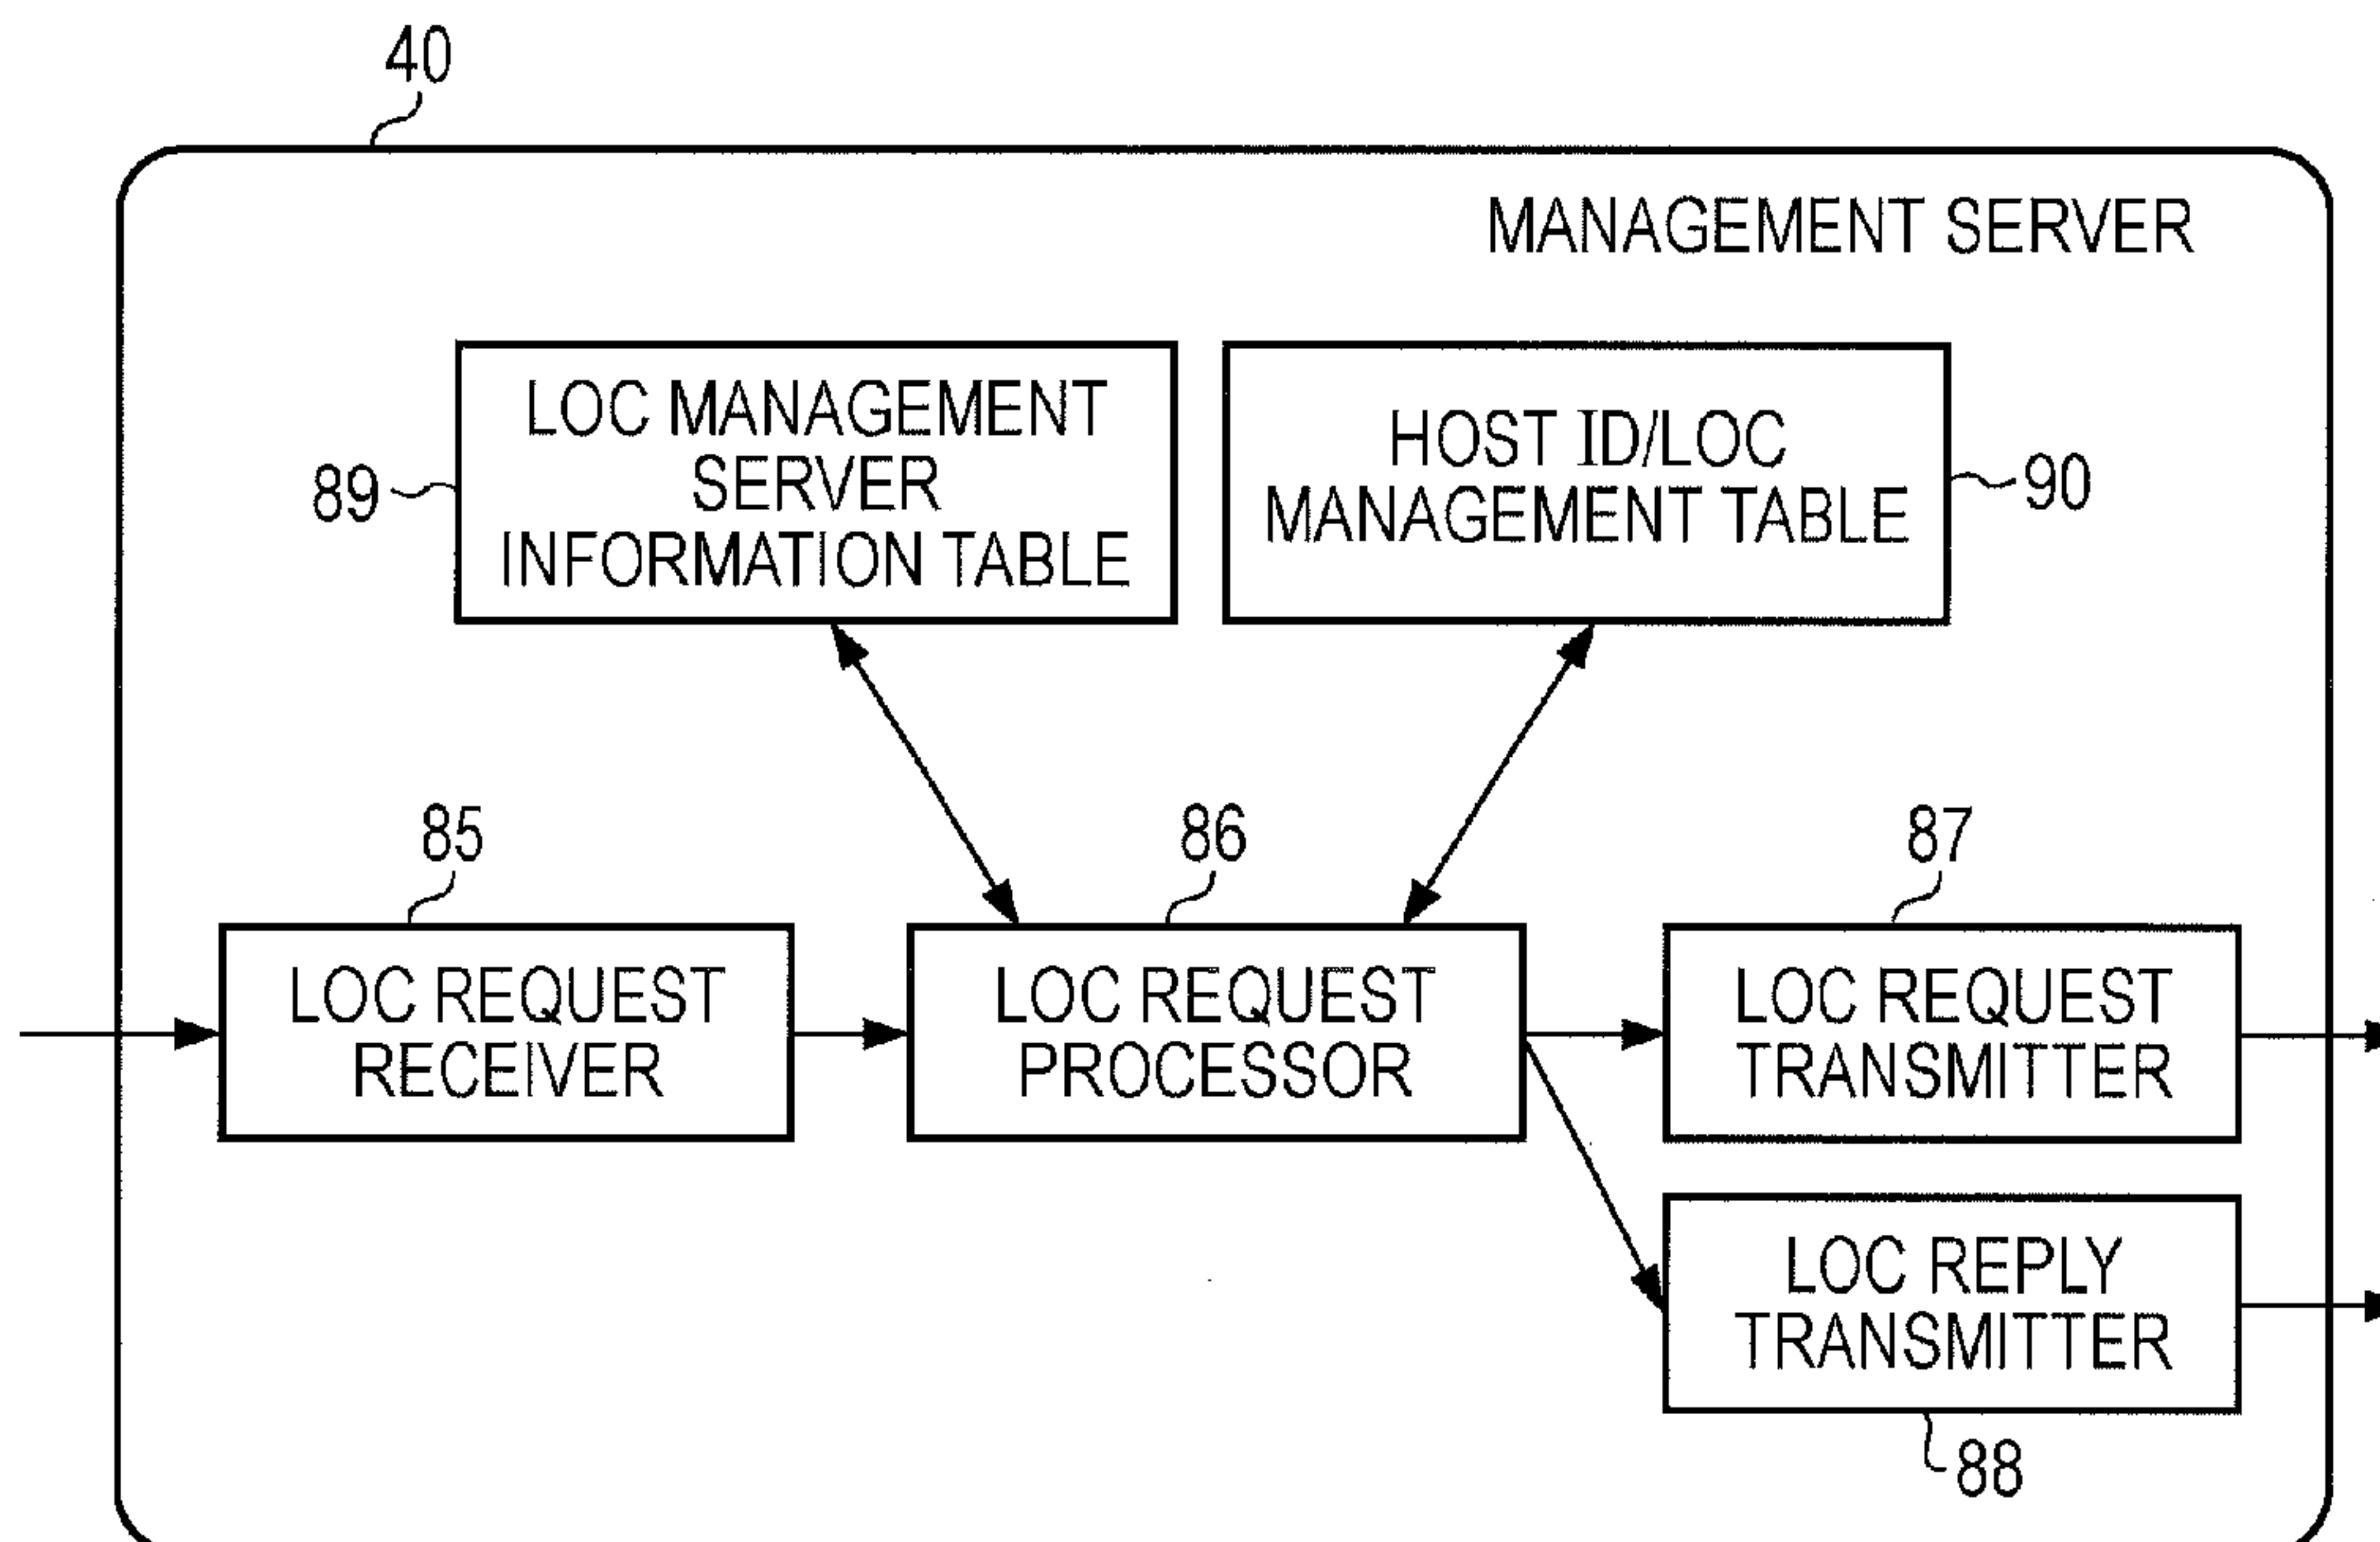 40
MANAGEMENT SERVER
LOC MANAGEMENT
SERVER
INFORMATION TABLE
89
HOST ID/LOC
MANAGEMENT TABLE
90
85
86
87
LOC REQUEST
RECEIVER
LOC REQUEST
PROCESSOR
LOC REQUEST
TRANSMITTER
LOC REPLY
TRANSMITTER
88